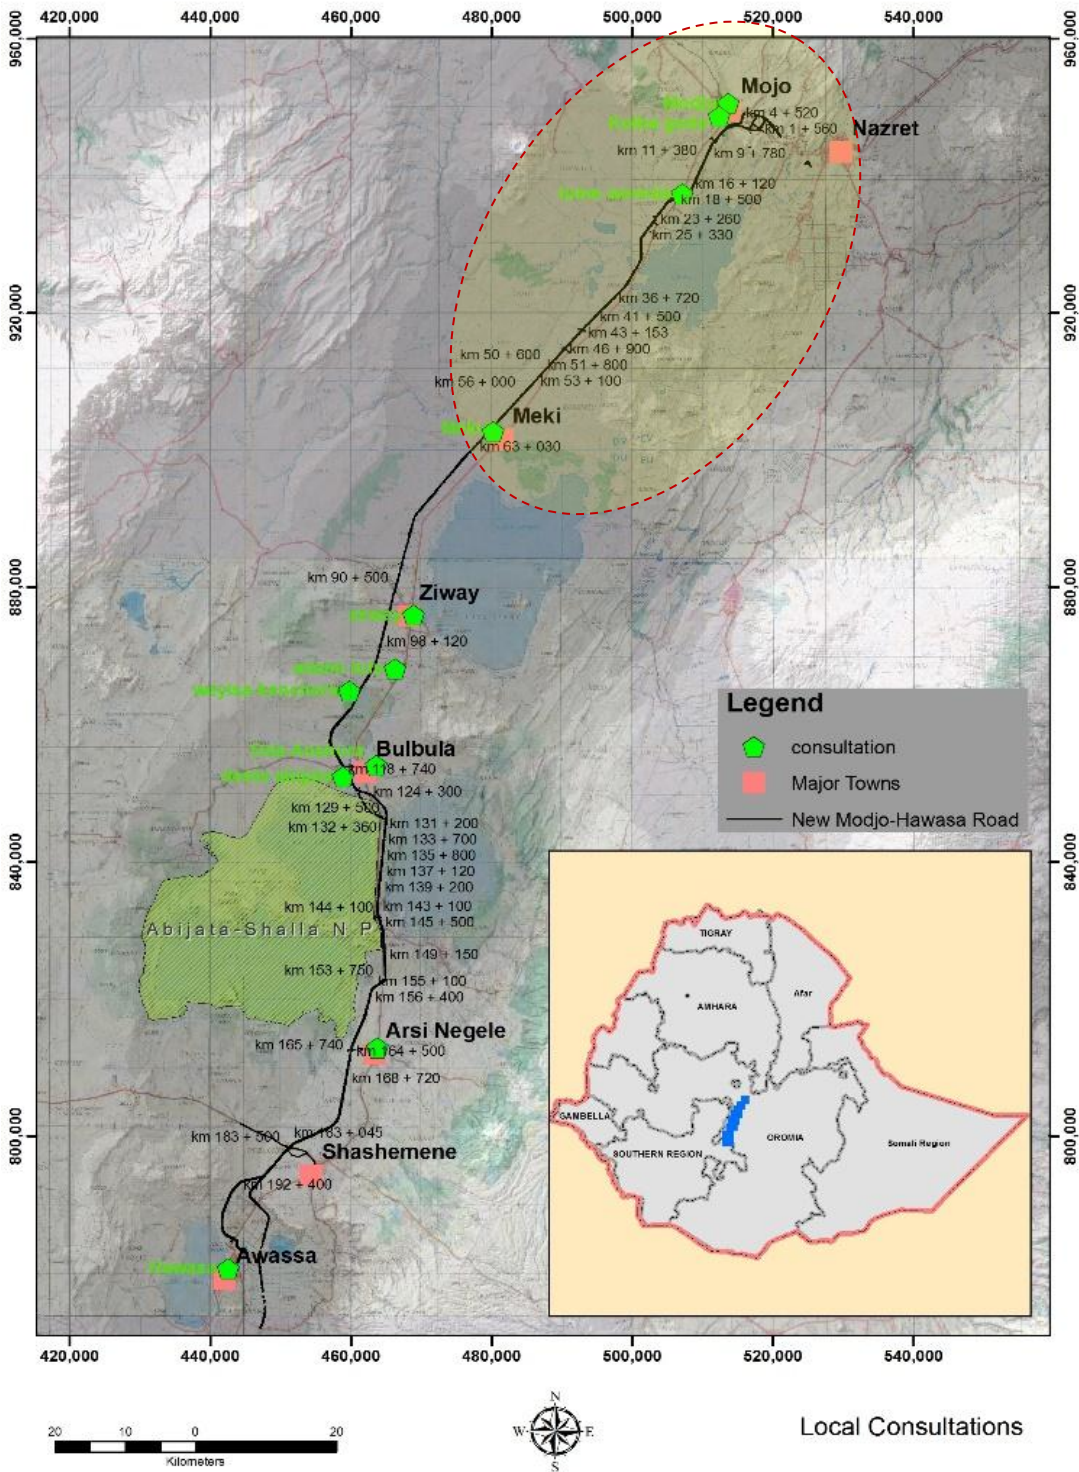 420,000 440,000 460,000 480,000 500,000 520,000 540,000
960,000 960,000
Mojo
km 4 + 520
km 1 + 560
Nazret
km 11 + 380
km 9 + 780
km 16 + 120
km 18 + 500
km 23 + 260
km 25 + 330
km 36 + 720
920,000 920,000
km 41 + 500
km 43 + 153
km 46 + 900
km 50 + 600
km 51 + 800
km 56 + 000
km 53 + 100
Meki
km 63 + 030
km 90 + 500
880,000 880,000
Ziway
km 98 + 120
Legend
consultation
Major Towns
New Modjo-Hawasa Road
Bulbula
km 118 + 740
km 124 + 300
km 129 + 500
km 132 + 360
km 131 + 200
km 133 + 700
km 135 + 800
840,000 840,000
km 137 + 120
km 139 + 200
km 144 + 100
km 143 + 100
km 145 + 500
Abijata-Shalla N P
km 149 + 150
km 153 + 750
km 155 + 100
km 156 + 400
Arsi Negele
km 165 + 740
km 164 + 500
km 168 + 720
800,000 800,000
km 183 + 500
km 183 + 045
Shashemene
km 192 + 400
Awassa
TIGRAY
Afar
AMHARA
GAMBELLA
OROMIA
SOUTHERN REGION
Somali Region
420,000 440,000 460,000 480,000 500,000 520,000 540,000
20 10 0 20
Kilometers
N
W E
S
Local Consultations